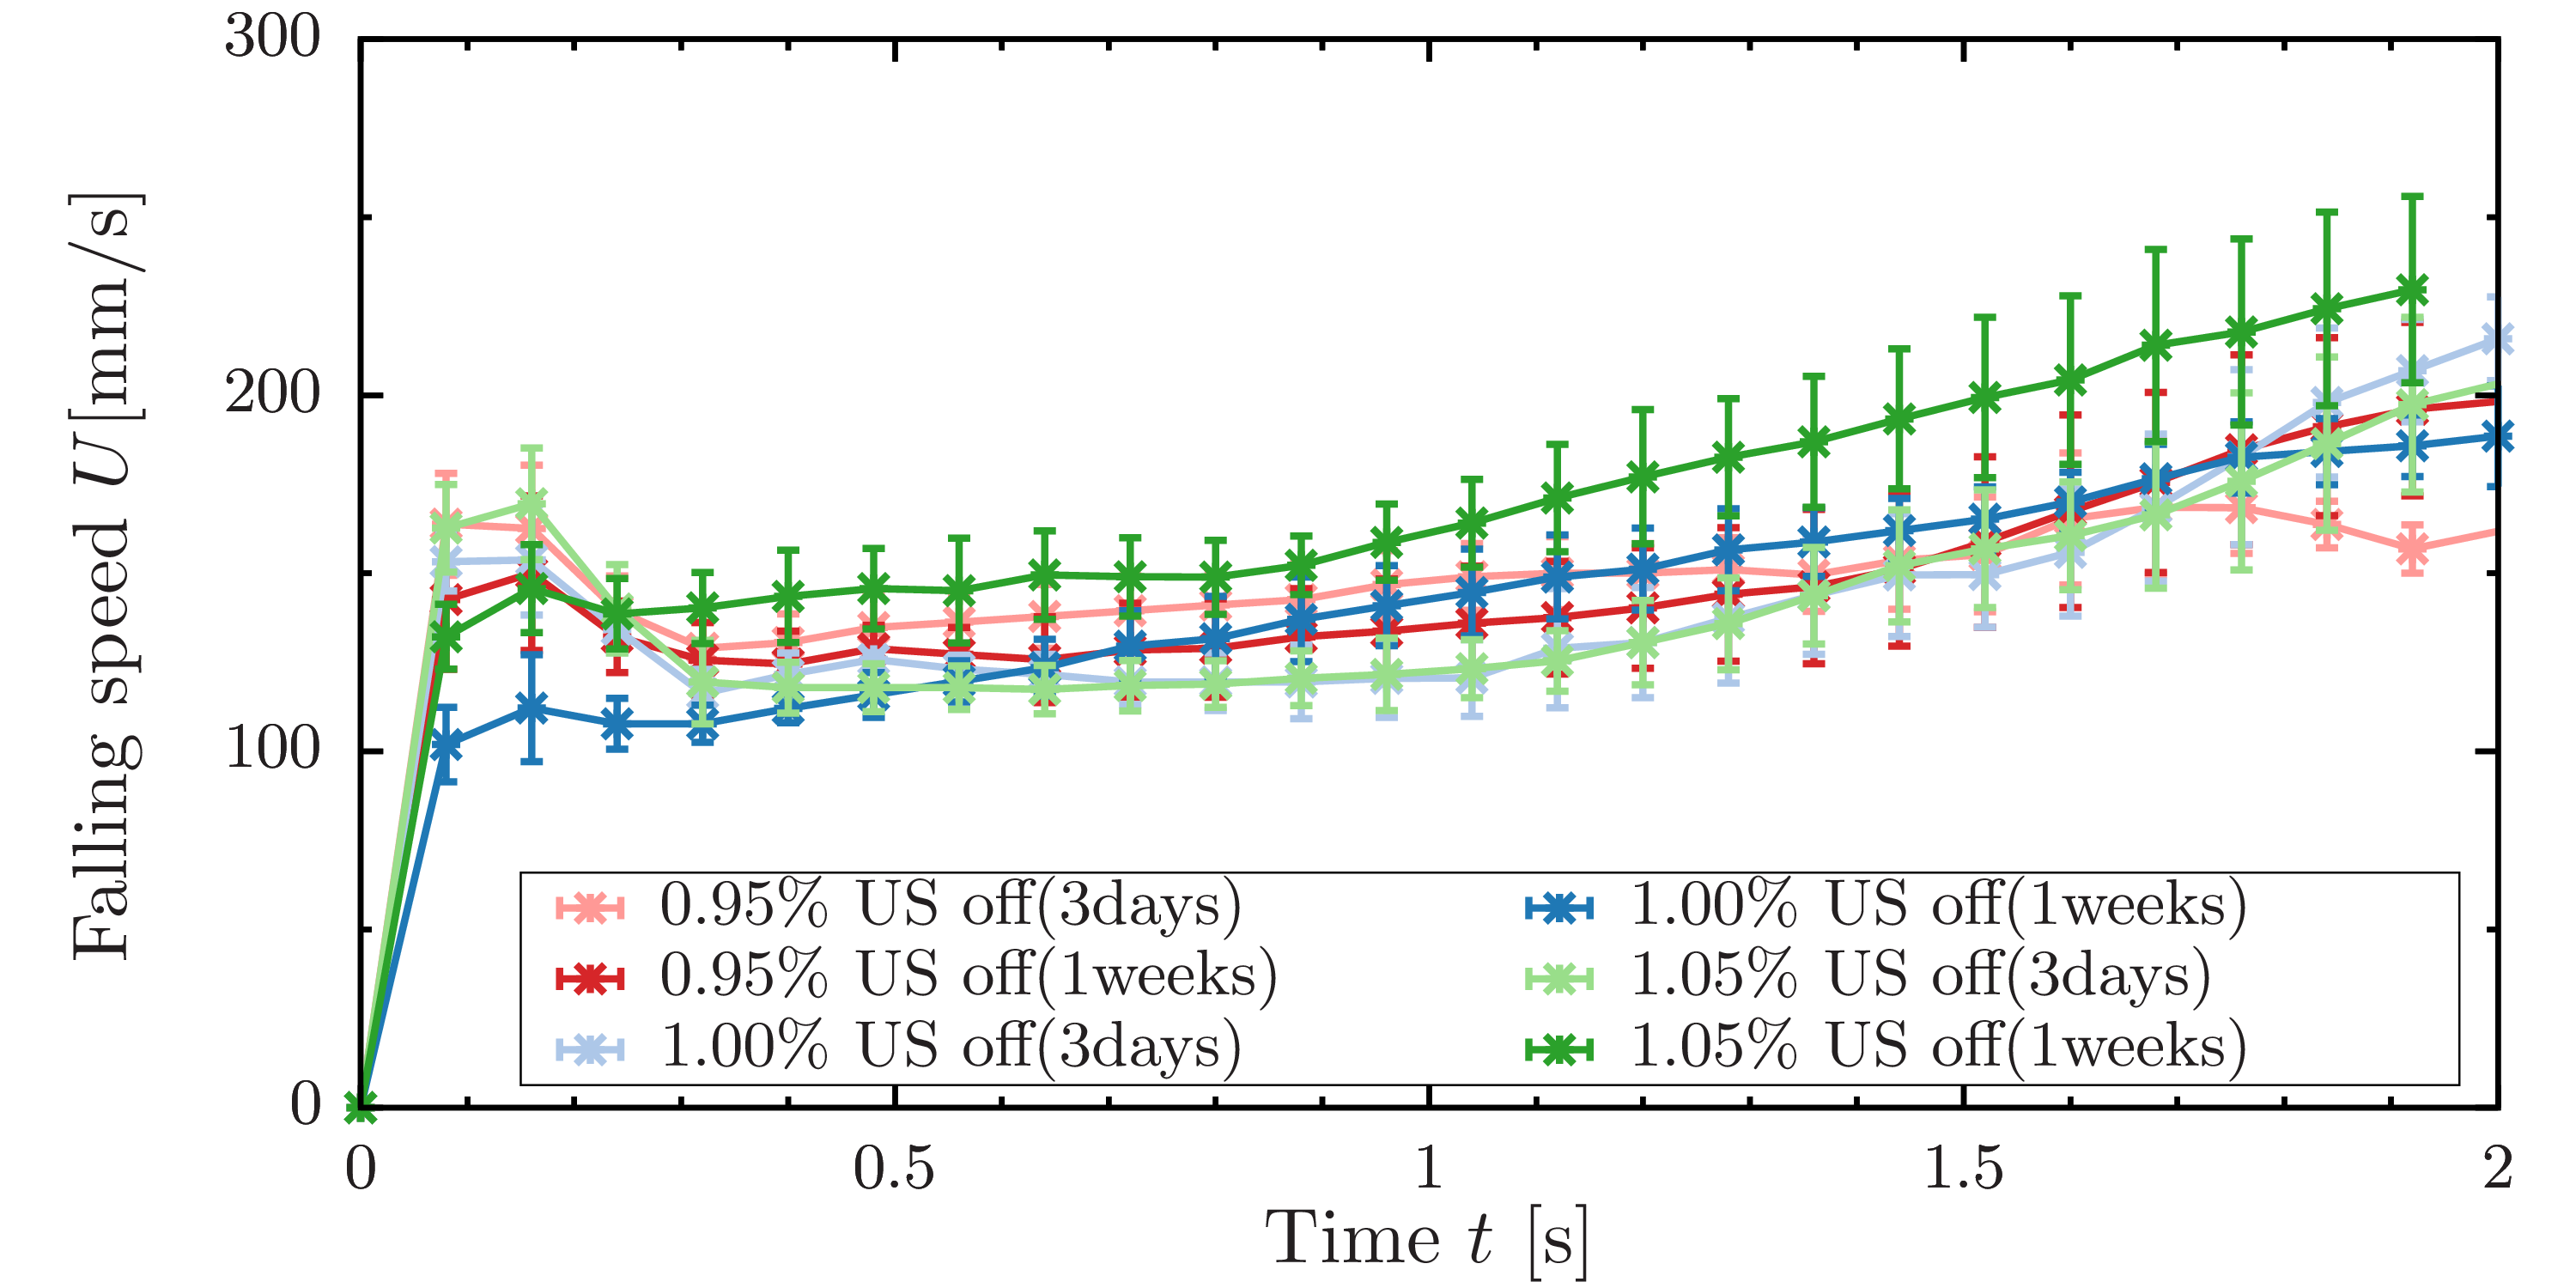 300
200
100
0
Falling speed U[mm/s]
0.95% US off(3days)
0.95% US off(1weeks)
1.00% US off(3days)
1.00% US off(1weeks)
1.05% US off(3days)
1.05% US off(1weeks)
0 0.5 1 1.5 2
Time t [s]